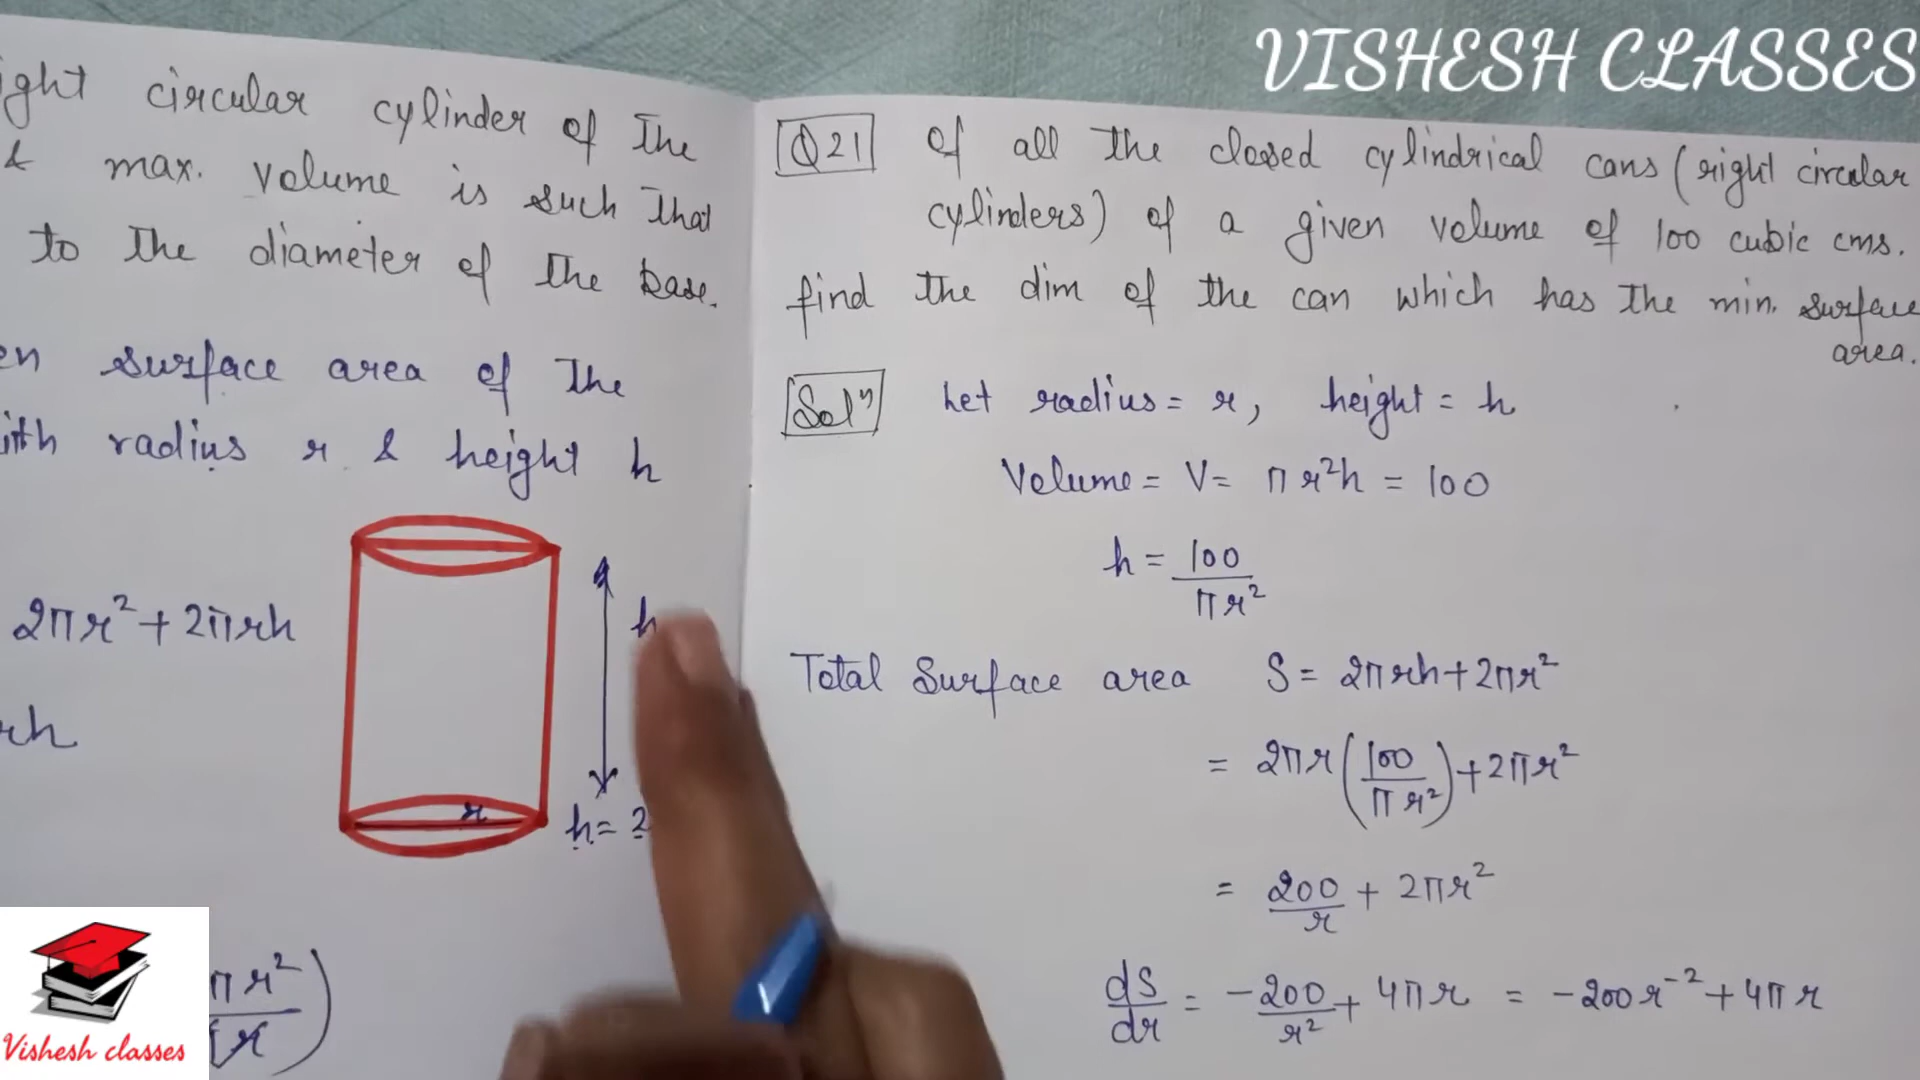 VISHESH CLASSES
ight circular cylinder of the
& max. volume is such that
to the diameter of the base.
en surface area of the
ith radius r & height h
2πr²+2πrh
rh
h
r
h= 2
πr²
r
Q21 Of all the closed cylindrical cans (right circular
cylinders) of a given volume of 100 cubic cms.
find the dim of the can which has the min. surface
area.
Solⁿ Let radius= r, height= h
Volume= V= πr²h = 100
h = 100/πr²
Total Surface area S= 2πrh+2πr²
= 2πr(100/πr²)+2πr²
= 200/r + 2πr²
dS/dr = -200/r² + 4πr = -200r⁻²+4πr
Vishesh classes